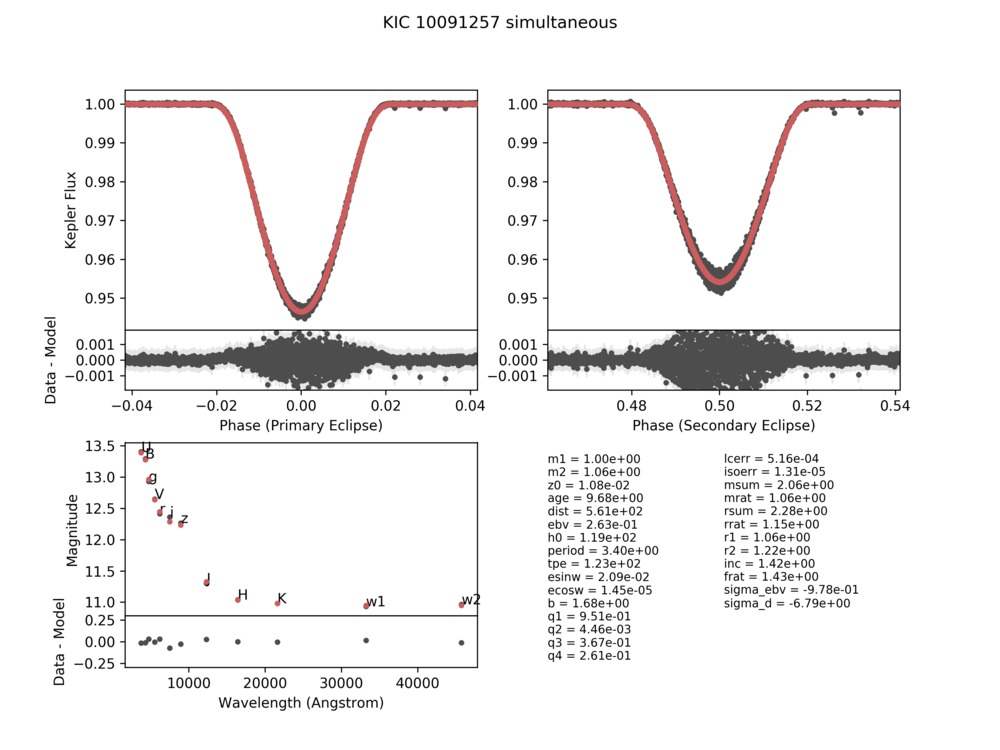 KIC 10091257 simultaneous
1.00
0.99
0.98
0.97
0.96
0.95
Kepler Flux
0.001
0.000
−0.001
Data - Model
−0.04 −0.02 0.00 0.02 0.04
Phase (Primary Eclipse)
1.00
0.99
0.98
0.97
0.96
0.95
0.001
0.000
−0.001
0.48 0.50 0.52 0.54
Phase (Secondary Eclipse)
13.5
13.0
12.5
12.0
11.5
11.0
Magnitude
U
B
g
V
r i
z
J
H
K
w1
w2
0.25
0.00
−0.25
Data - Model
10000 20000 30000 40000
Wavelength (Angstrom)
m1 = 1.00e+00
m2 = 1.06e+00
z0 = 1.08e-02
age = 9.68e+00
dist = 5.61e+02
ebv = 2.63e-01
h0 = 1.19e+02
period = 3.40e+00
tpe = 1.23e+02
esinw = 2.09e-02
ecosw = 1.45e-05
b = 1.68e+00
q1 = 9.51e-01
q2 = 4.46e-03
q3 = 3.67e-01
q4 = 2.61e-01
lcerr = 5.16e-04
isoerr = 1.31e-05
msum = 2.06e+00
mrat = 1.06e+00
rsum = 2.28e+00
rrat = 1.15e+00
r1 = 1.06e+00
r2 = 1.22e+00
inc = 1.42e+00
frat = 1.43e+00
sigma_ebv = -9.78e-01
sigma_d = -6.79e+00